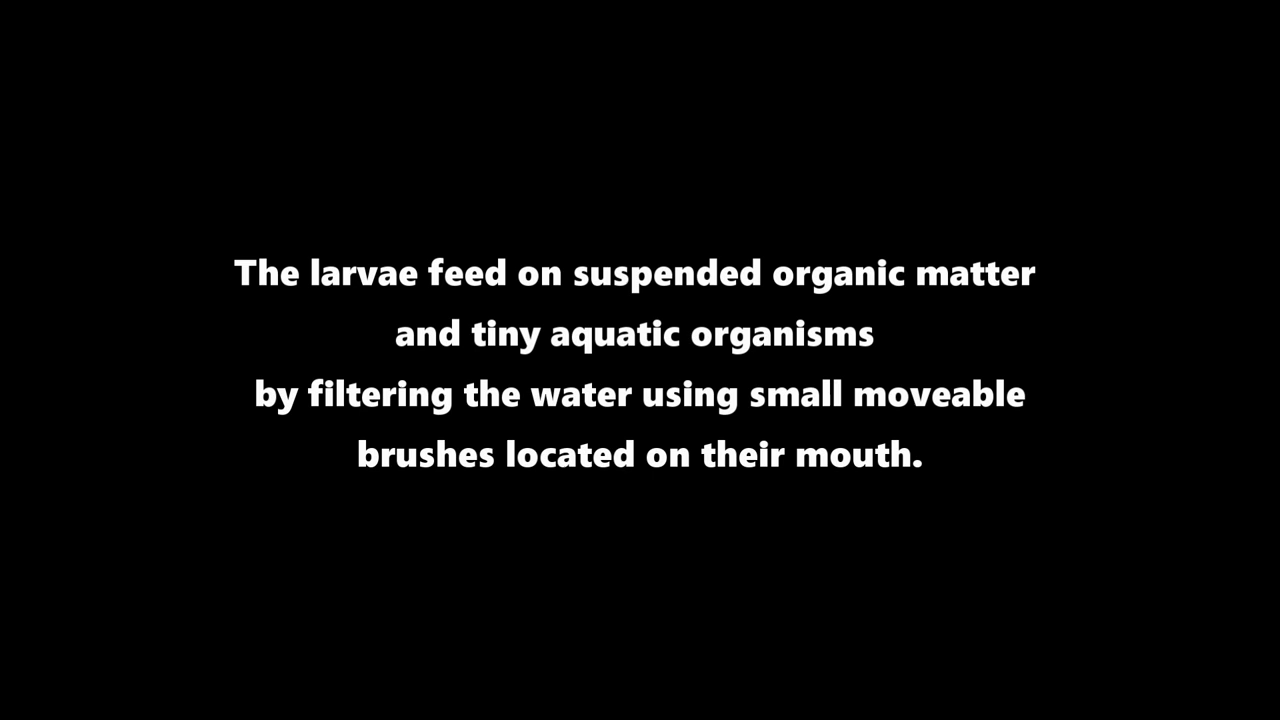 The larvae feed on suspended organic matter
and tiny aquatic organisms
by filtering the water using small moveable
brushes located on their mouth.